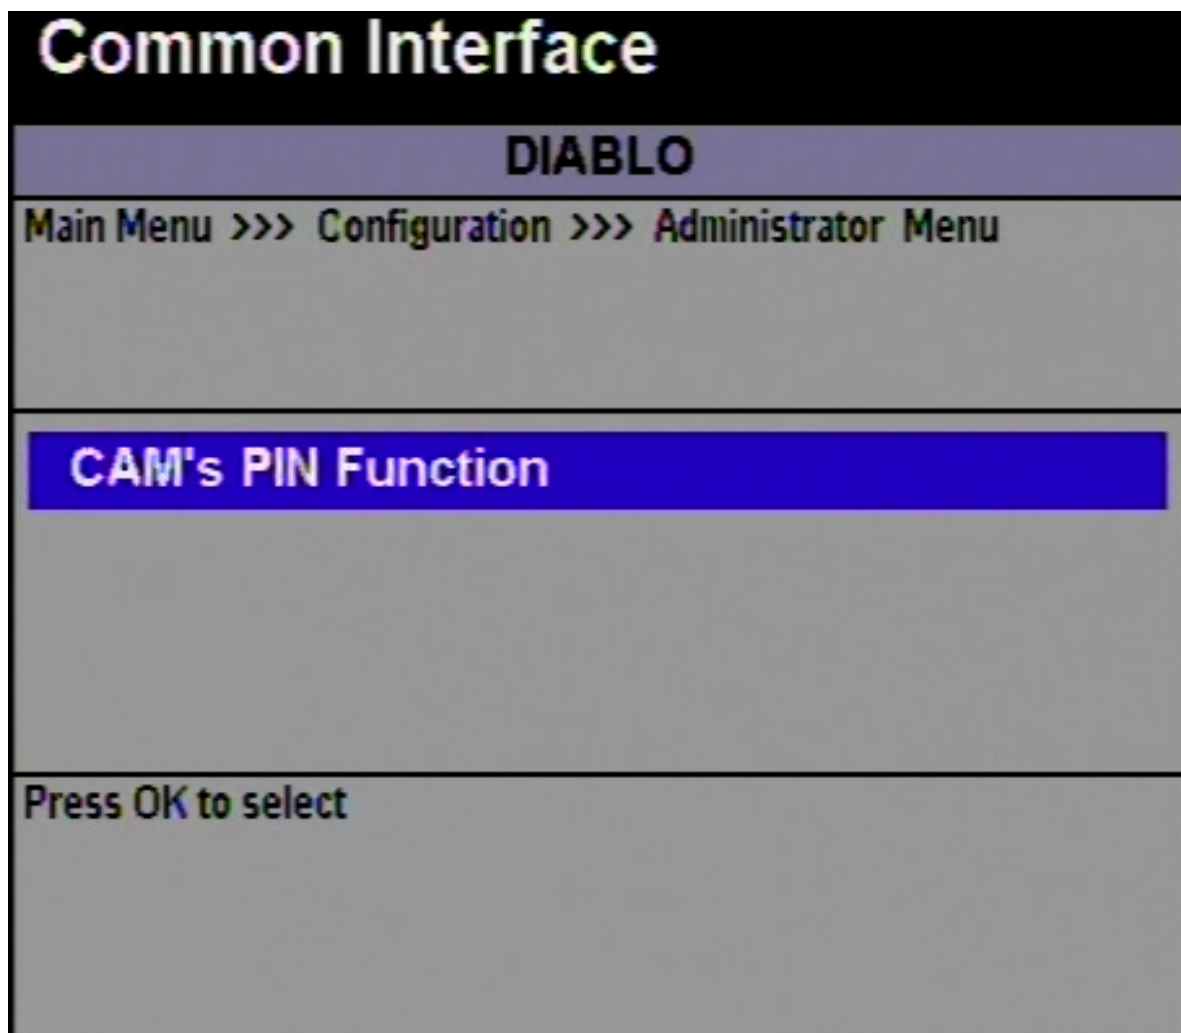 Common Interface
DIABLO
Main Menu >>> Configuration >>> Administrator Menu
CAM's PIN Function
Press OK to select